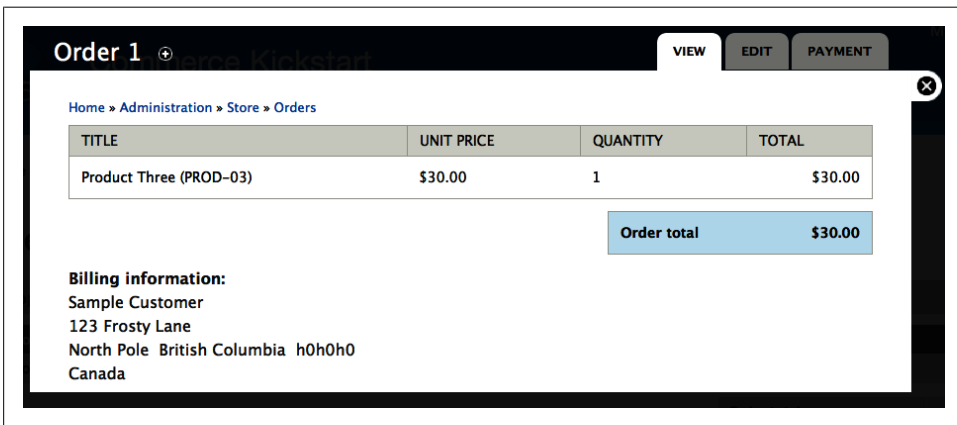 Order 1
Commerce Kickstart
VIEW EDIT PAYMENT
Home » Administration » Store » Orders
TITLE UNIT PRICE QUANTITY TOTAL
Product Three (PROD-03) $30.00 1 $30.00
Order total $30.00
Billing information:
Sample Customer
123 Frosty Lane
North Pole British Columbia h0h0h0
Canada